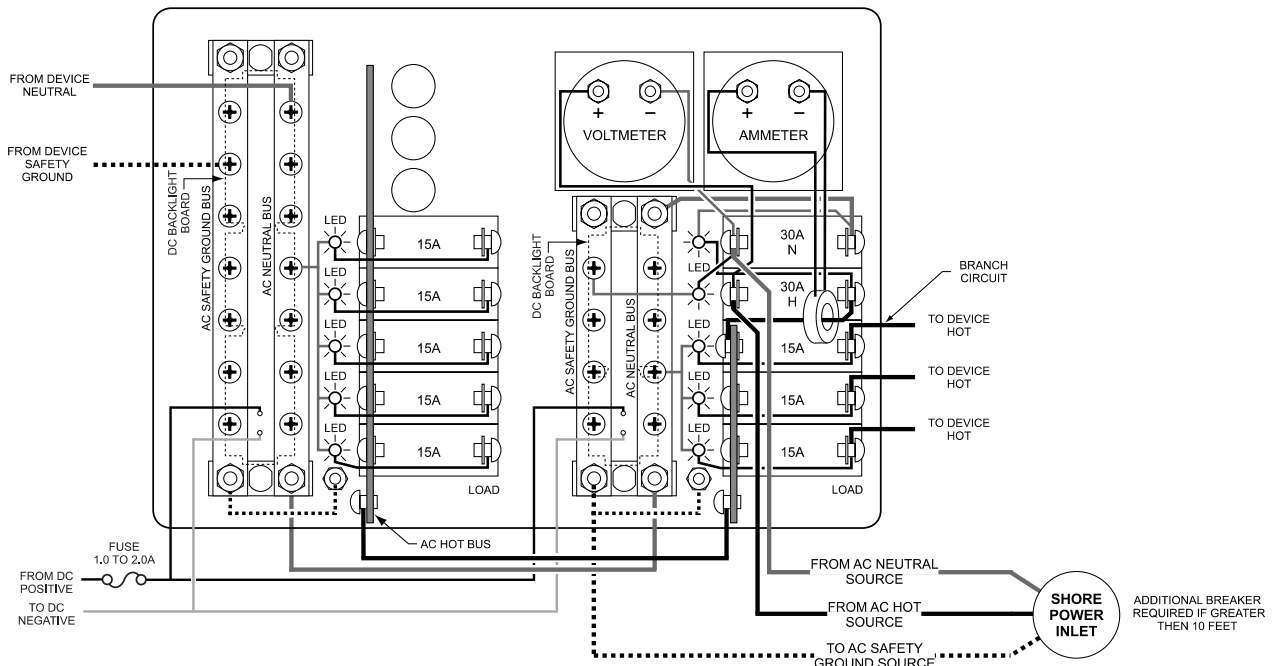 FROM DEVICE
NEUTRAL
FROM DEVICE
SAFETY
GROUND
DC BACKLIGHT
BOARD
AC SAFETY GROUND BUS
AC NEUTRAL BUS
LED
15A
LED
15A
LED
15A
LED
15A
LED
15A
LOAD
AC HOT BUS
+
−
VOLTMETER
+
−
AMMETER
DC BACKLIGHT
BOARD
AC SAFETY GROUND BUS
AC NEUTRAL BUS
30A
N
LED
30A
H
LED
15A
LED
15A
LED
15A
LOAD
BRANCH
CIRCUIT
TO DEVICE
HOT
TO DEVICE
HOT
TO DEVICE
HOT
FUSE
1.0 TO 2.0A
FROM DC
POSITIVE
TO DC
NEGATIVE
FROM AC NEUTRAL
SOURCE
FROM AC HOT
SOURCE
TO AC SAFETY
GROUND SOURCE
SHORE
POWER
INLET
ADDITIONAL BREAKER
REQUIRED IF GREATER
THEN 10 FEET